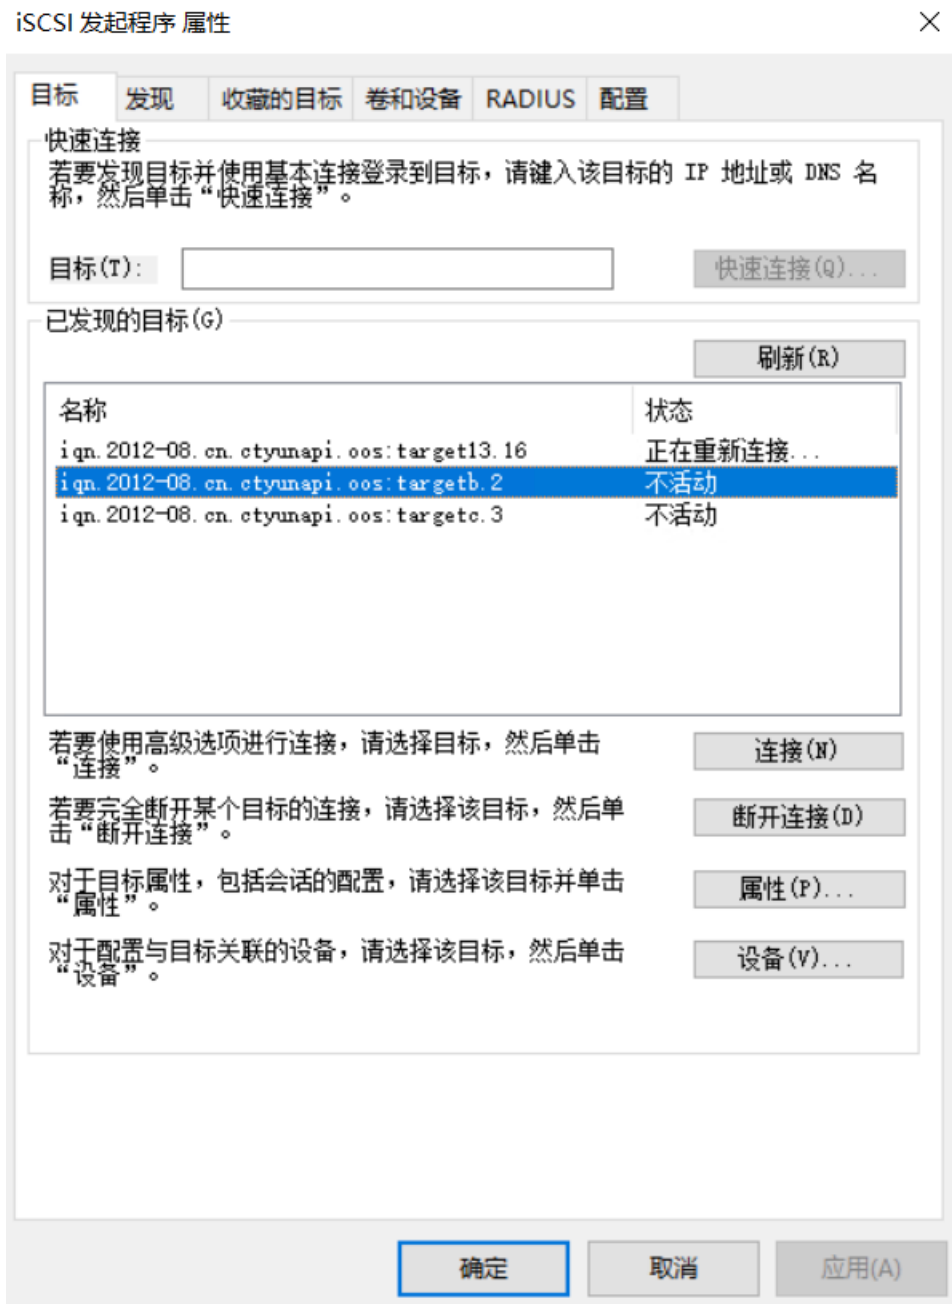 iSCSI 发起程序 属性
目标 发现 收藏的目标 卷和设备 RADIUS 配置
快速连接
若要发现目标并使用基本连接登录到目标，请键入该目标的 IP 地址或 DNS 名
称，然后单击“快速连接”。
目标(T): 快速连接(Q)...
已发现的目标(G)
刷新(R)
名称 状态
iqn.2012-08.cn.ctyunapi.oos:target13.16 正在重新连接...
iqn.2012-08.cn.ctyunapi.oos:targetb.2 不活动
iqn.2012-08.cn.ctyunapi.oos:targetc.3 不活动
若要使用高级选项进行连接，请选择目标，然后单击
“连接”。
连接(N)
若要完全断开某个目标的连接，请选择该目标，然后单
击“断开连接”。
断开连接(D)
对于目标属性，包括会话的配置，请选择该目标并单击
“属性”。
属性(P)...
对于配置与目标关联的设备，请选择该目标，然后单击
“设备”。
设备(V)...
确定 取消 应用(A)